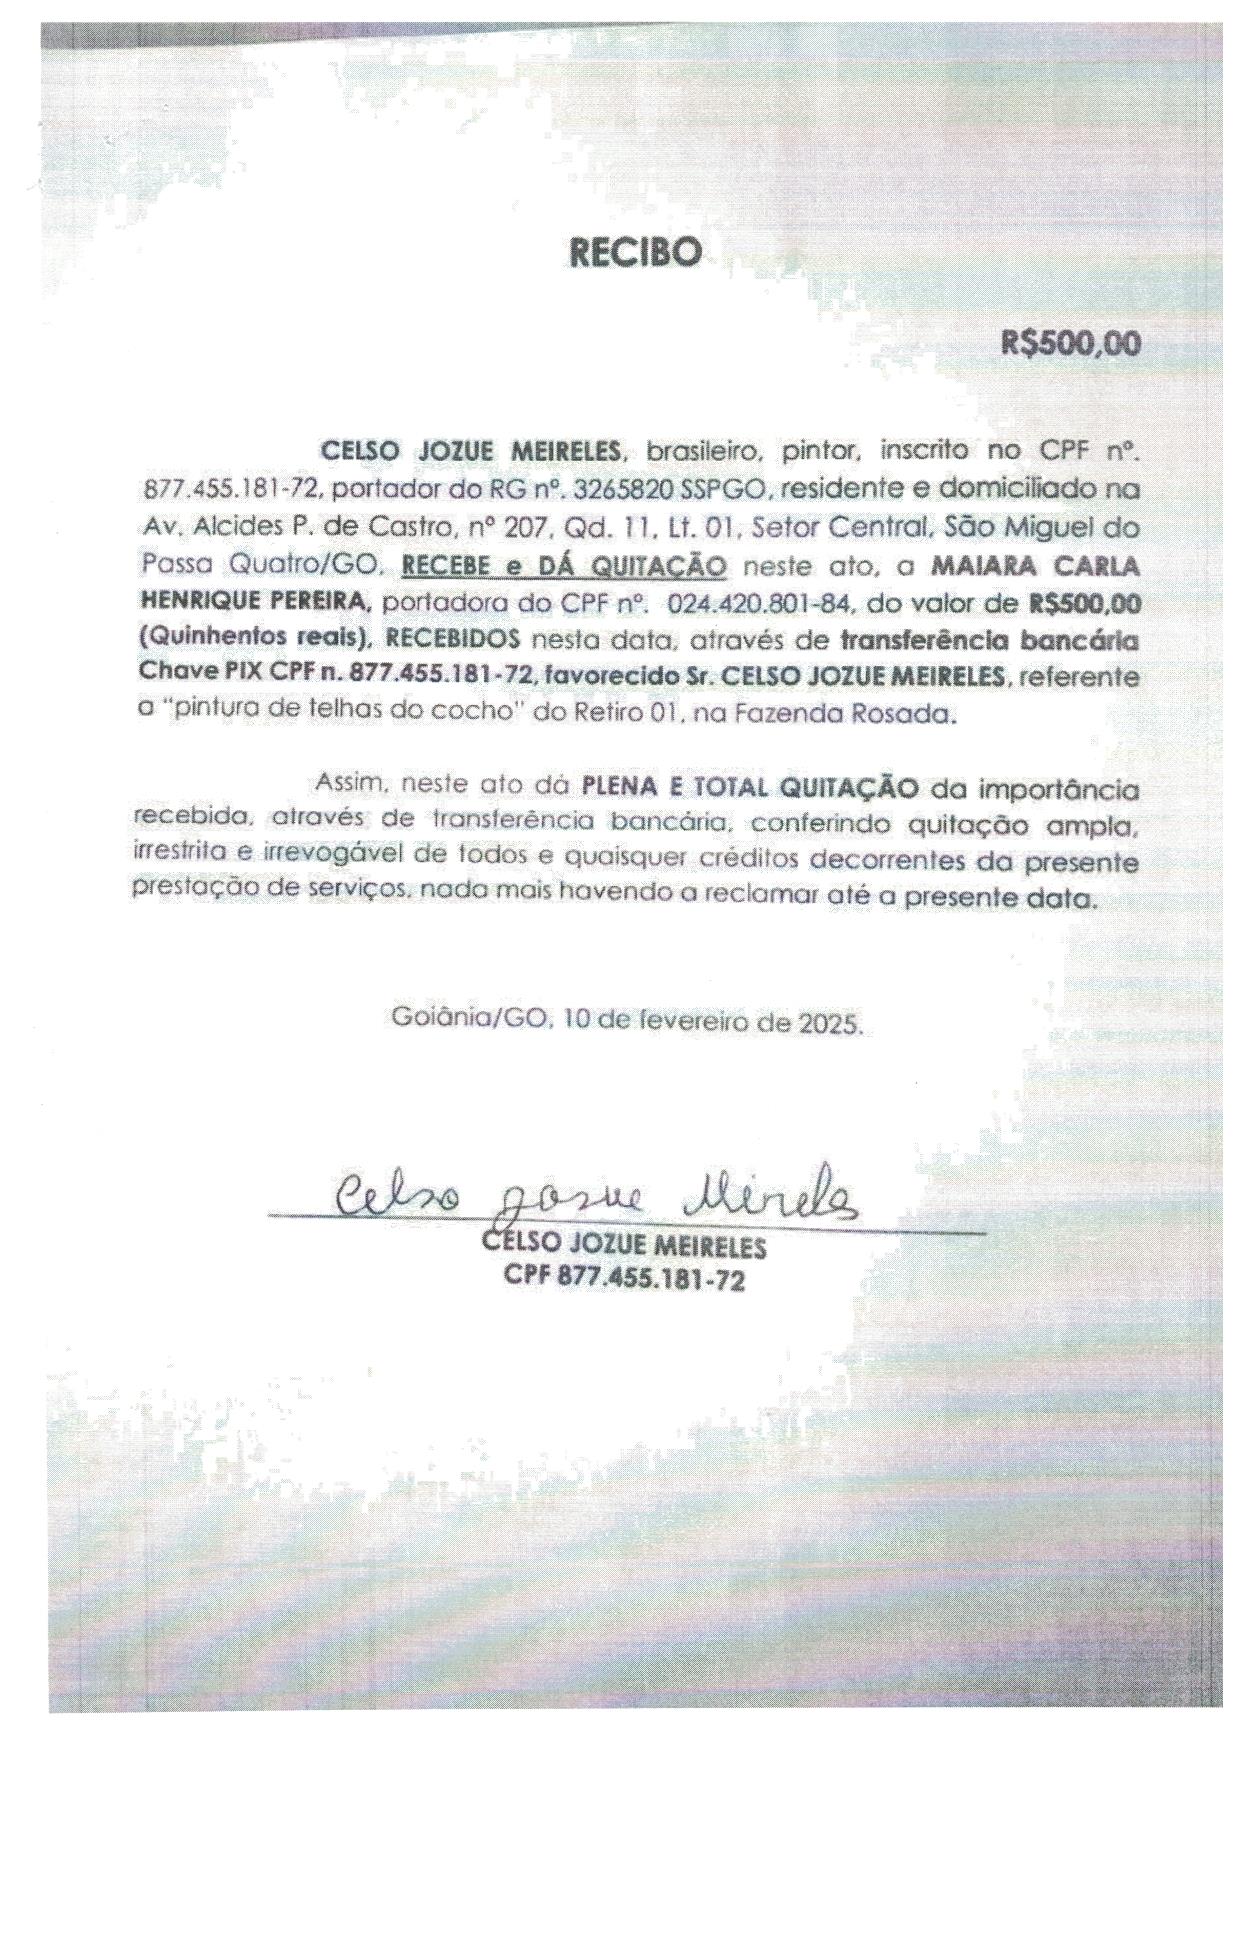 RECIBO
R$500,00
CELSO JOZUE MEIRELES, brasileiro, pintor, inscrito no CPF nº.
877.455.181-72, portador do RG nº. 3265820 SSPGO, residente e domiciliado na
Av. Alcides P. de Castro, nº 207, Qd. 11, Lt. 01, Setor Central, São Miguel do
Passa Quatro/GO, RECEBE e DÁ QUITAÇÃO neste ato, a MAIARA CARLA
HENRIQUE PEREIRA, portadora do CPF nº. 024.420.801-84, do valor de R$500,00
(Quinhentos reais), RECEBIDOS nesta data, através de transferência bancária
Chave PIX CPF n. 877.455.181-72, favorecido Sr. CELSO JOZUE MEIRELES, referente
a "pintura de telhas do cocho" do Retiro 01, na Fazenda Rosada.
Assim, neste ato dá PLENA E TOTAL QUITAÇÃO da importância
recebida, através de transferência bancária, conferindo quitação ampla,
irrestrita e irrevogável de todos e quaisquer créditos decorrentes da presente
prestação de serviços, nada mais havendo a reclamar até a presente data.
Goiânia/GO, 10 de fevereiro de 2025.
Celso Jozue Mireles
CELSO JOZUE MEIRELES
CPF 877.455.181-72